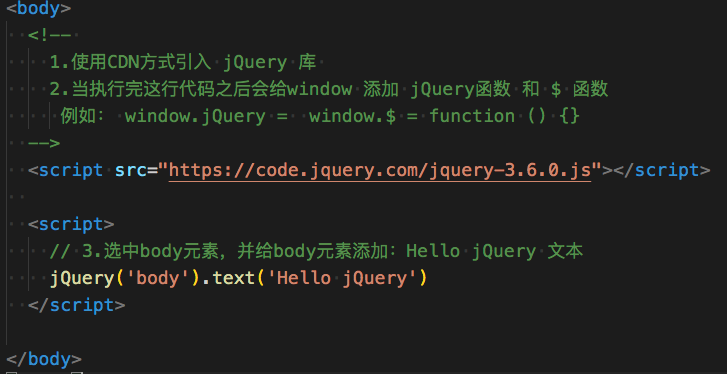 <body>
<!--
1.使用CDN方式引入 jQuery 库
2.当执行完这行代码之后会给window 添加 jQuery函数 和 $ 函数
例如： window.jQuery =  window.$ = function () {}
-->
<script src="https://code.jquery.com/jquery-3.6.0.js"></script>
<script>
// 3.选中body元素，并给body元素添加：Hello jQuery 文本
jQuery('body').text('Hello jQuery')
</script>
</body>